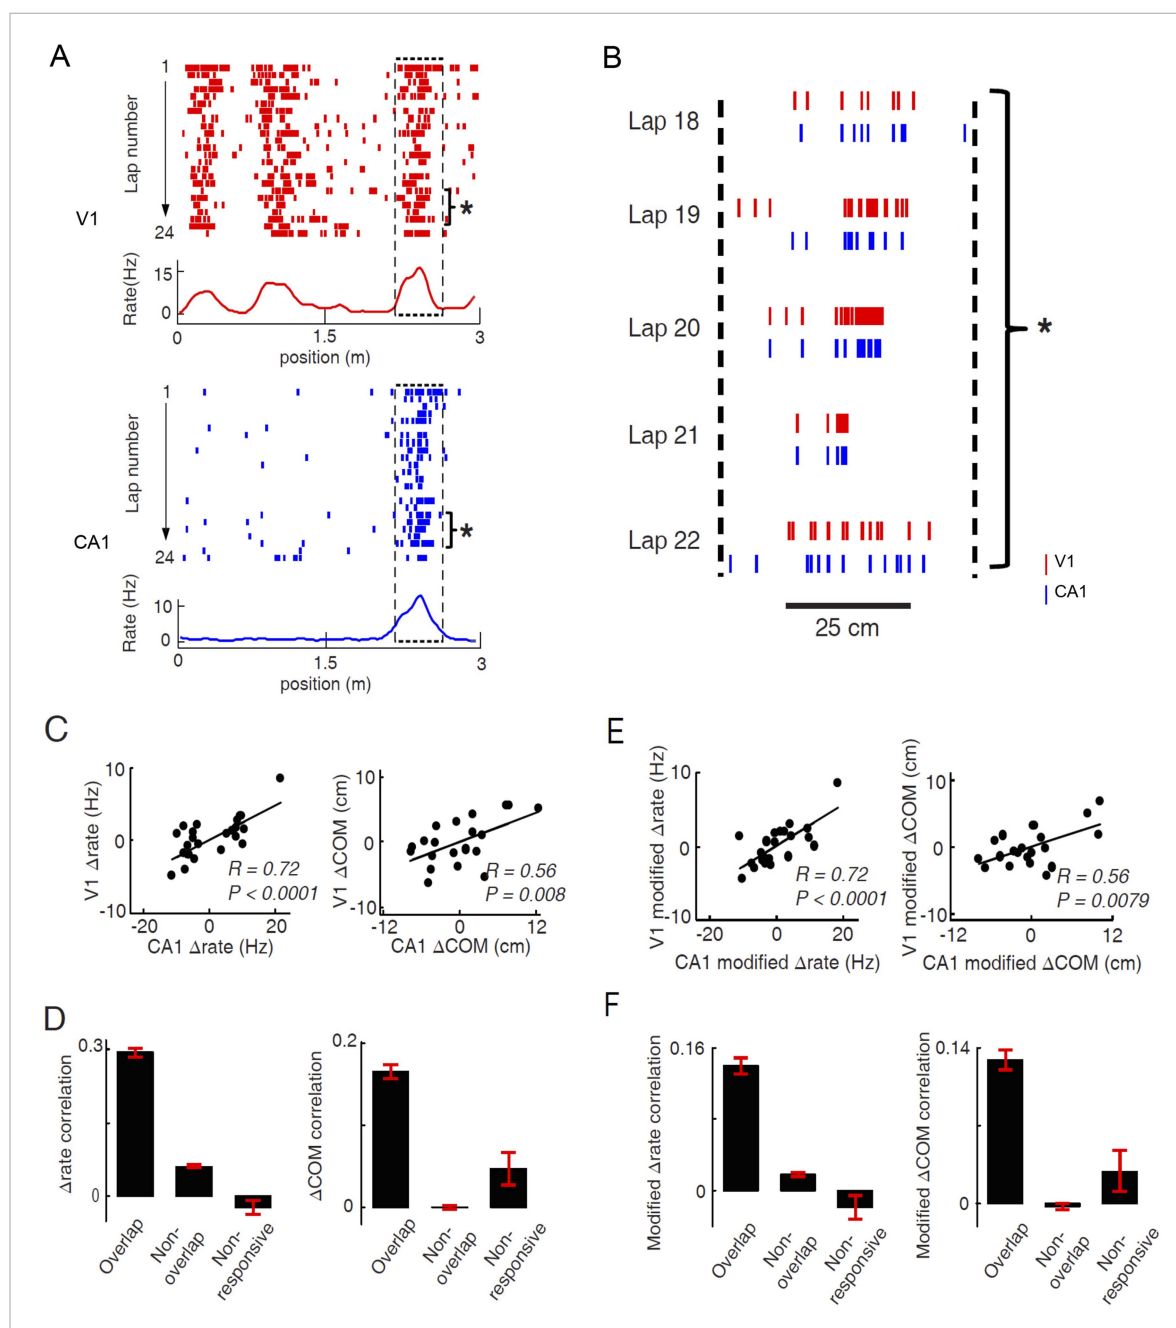 A
1
Lap number
24
V1
*
Rate(Hz)
15
0
0
1.5
3
position (m)
1
Lap number
24
CA1
*
Rate (Hz)
10
0
0
1.5
3
position (m)
B
Lap 18
Lap 19
Lap 20
Lap 21
Lap 22
*
V1
CA1
25 cm
C
V1 Δrate (Hz)
10
0
-10
-20
0
20
CA1 Δrate (Hz)
R = 0.72
P < 0.0001
V1 ΔCOM (cm)
10
0
-10
-12
0
12
CA1 ΔCOM (cm)
R = 0.56
P = 0.008
E
V1 modified Δrate (Hz)
10
0
-10
-20
0
20
CA1 modified Δrate (Hz)
R = 0.72
P < 0.0001
V1 modified ΔCOM (cm)
10
0
-10
-12
0
12
CA1 modified ΔCOM (cm)
R = 0.56
P = 0.0079
D
Δrate correlation
0.3
0
Overlap
Non-
overlap
Non-
responsive
ΔCOM correlation
0.2
0
Overlap
Non-
overlap
Non-
responsive
F
Modified Δrate correlation
0.16
0
Overlap
Non-
overlap
Non-
responsive
Modified ΔCOM correlation
0.14
0
Overlap
Non-
overlap
Non-
responsive